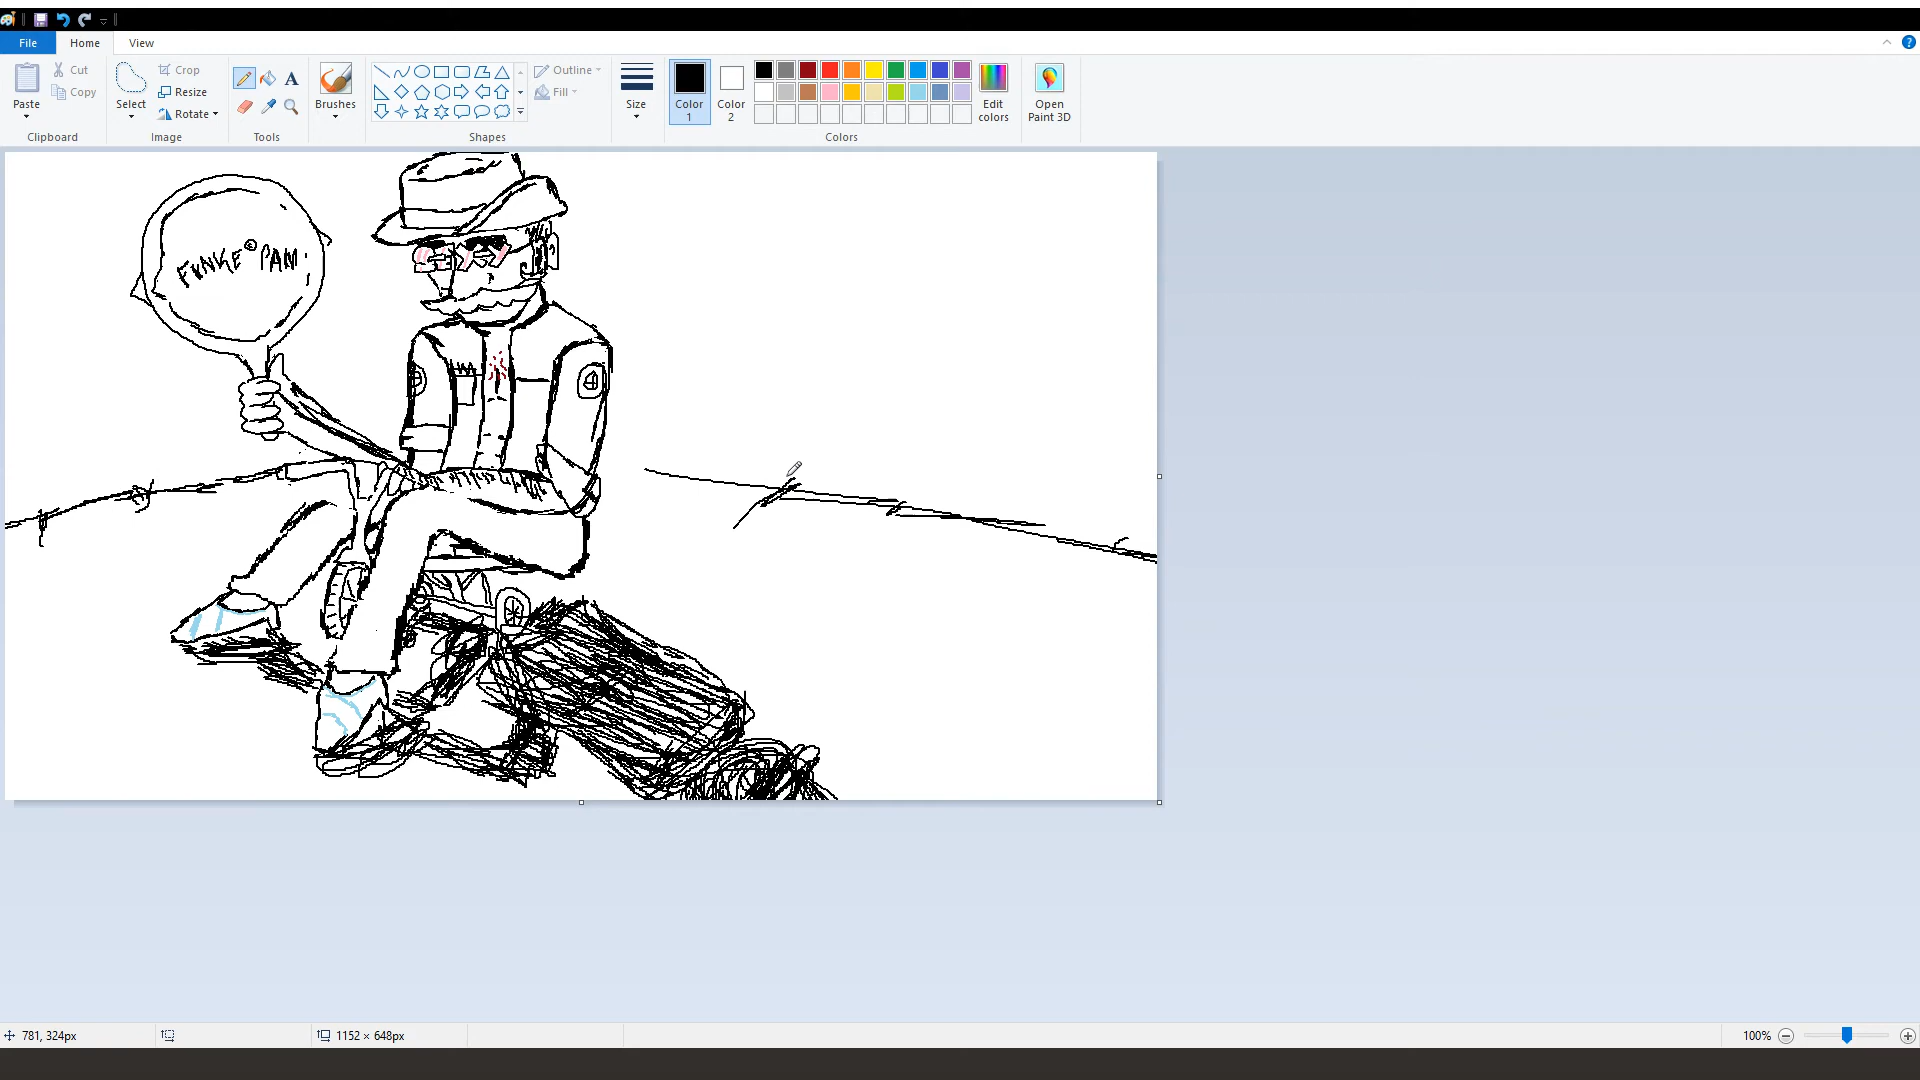 File
Home
View
Paste
Cut
Copy
Clipboard
Select
Crop
Resize
Rotate
Image
Tools
Brushes
Shapes
Outline
Fill
Size
Color 1
Color 2
Edit colors
Open Paint 3D
Colors
FUNKE © PAM
781, 324px
1152 × 648px
100%